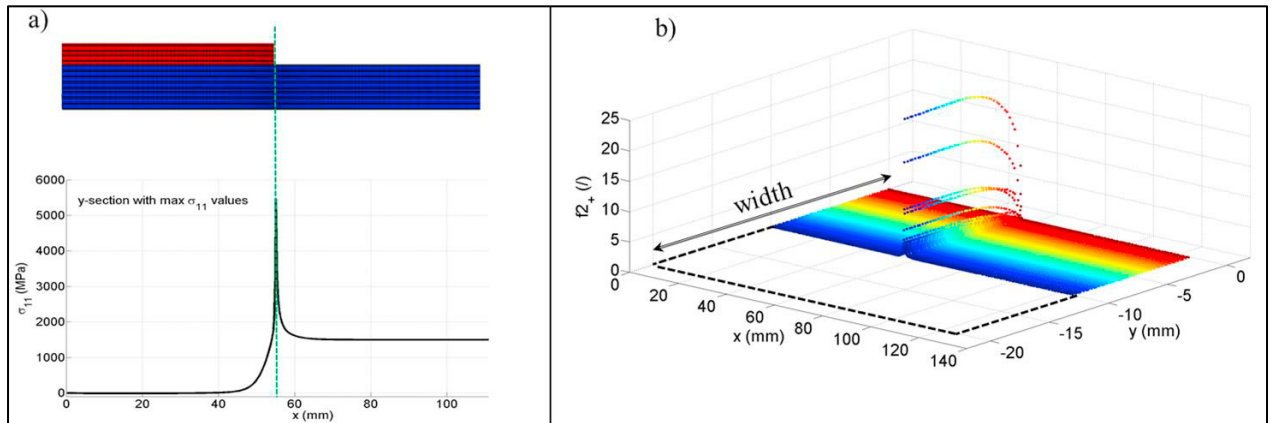 a)
6000
y-section with max σ11 values
5000
4000
3000
2000
1000
0
σ11 (MPa)
0 20 40 60 80 100
x (mm)
b)
25
20
15
10
5
0
f2+ (/)
width
0 20 40 60 80 100 120 140
x (mm)
-20 -15 -10 -5 0
y (mm)